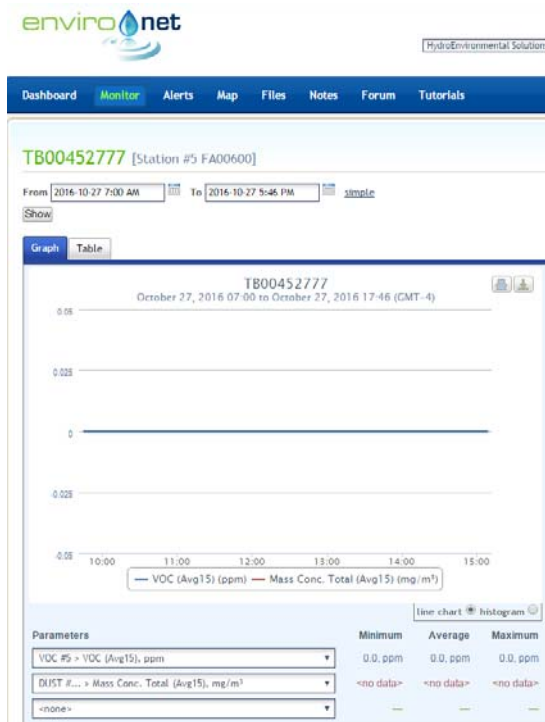 enviro net
HydroEnvironmental Solution
Dashboard Monitor Alerts Map Files Notes Forum Tutorials
TB00452777 [Station #5 FA00600]
From 2016-10-27 7:00 AM To 2016-10-27 5:46 PM simple
Show
Graph Table
TB00452777
October 27, 2016 07:00 to October 27, 2016 17:46 (GMT-4)
0.05
0.025
0
-0.025
-0.05
10:00 11:00 12:00 13:00 14:00 15:00
VOC (Avg15) (ppm) Mass Conc. Total (Avg15) (mg/m³)
line chart histogram
Parameters Minimum Average Maximum
VOC #5 > VOC (Avg15), ppm 0.0, ppm 0.0, ppm 0.0, ppm
DUST #... > Mass Conc. Total (Avg15), mg/m³ <no data> <no data> <no data>
<none> — — —